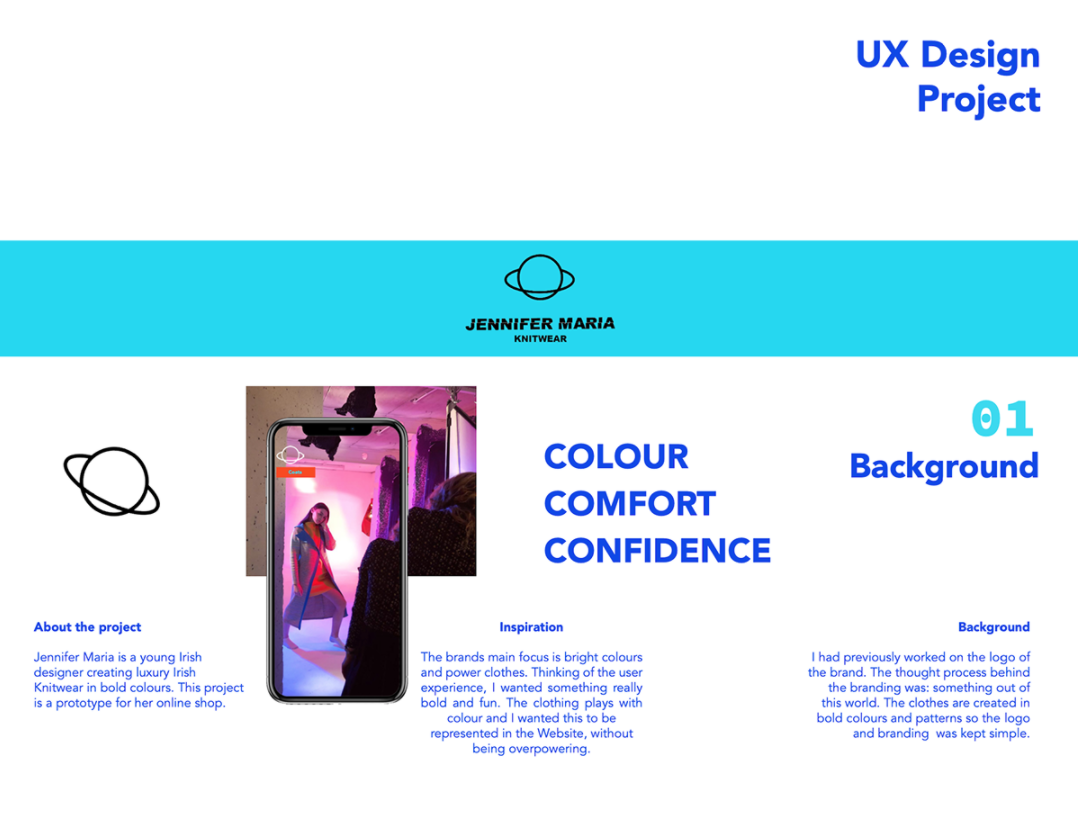 UX Design
Project
JENNIFER MARIA
KNITWEAR
01
Background
COLOUR
COMFORT
CONFIDENCE
About the project
Jennifer Maria is a young Irish
designer creating luxury Irish
Knitwear in bold colours. This project
is a prototype for her online shop.
Inspiration
The brands main focus is bright colours
and power clothes. Thinking of the user
experience, I wanted something really
bold and fun. The clothing plays with
colour and I wanted this to be
represented in the Website, without
being overpowering.
Background
I had previously worked on the logo of
the brand. The thought process behind
the branding was: something out of
this world. The clothes are created in
bold colours and patterns so the logo
and branding  was kept simple.